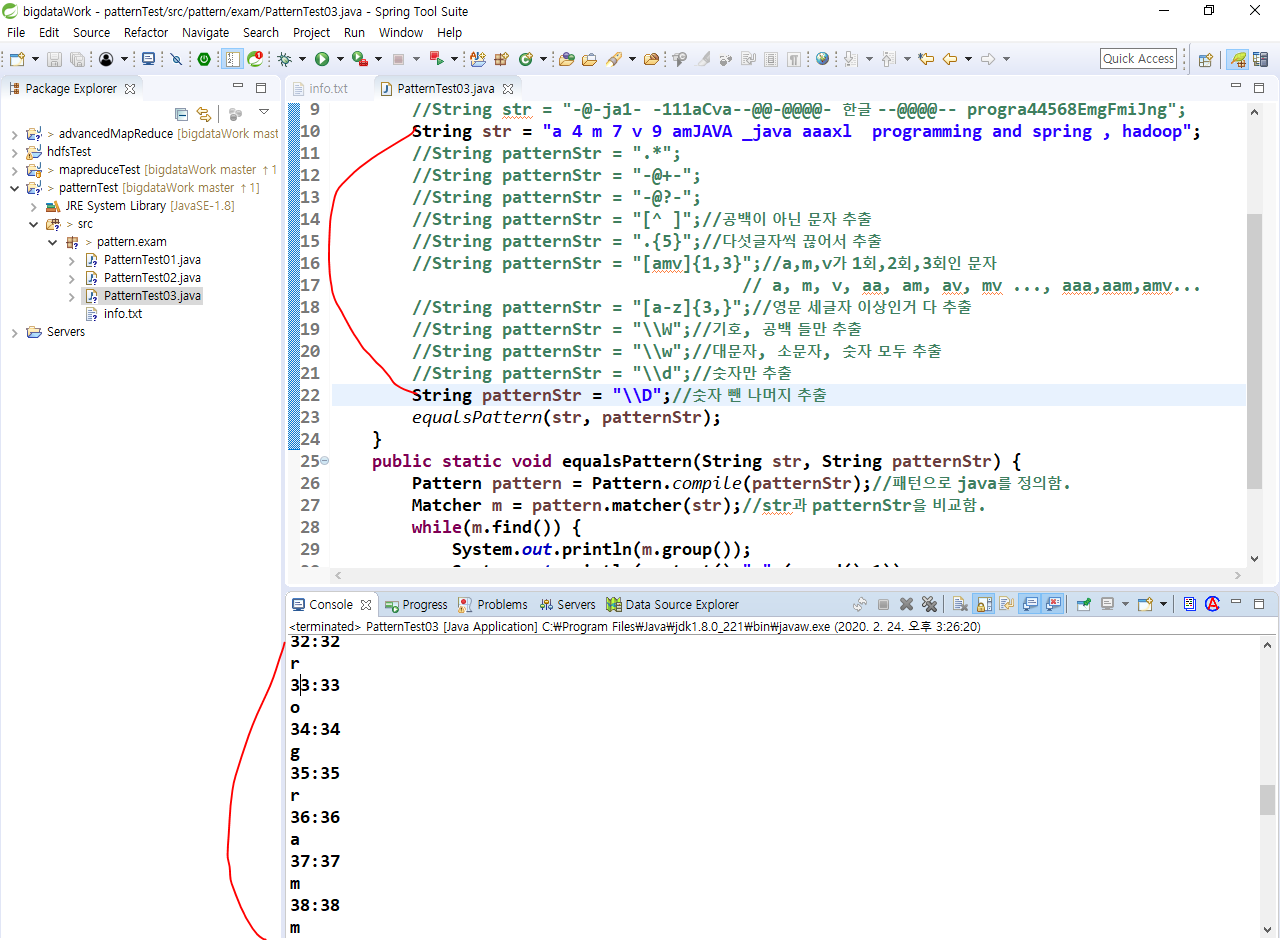 bigdataWork - patternTest/src/pattern/exam/PatternTest03.java - Spring Tool Suite
File Edit Source Refactor Navigate Search Project Run Window Help
Quick Access
Package Explorer
info.txt
PatternTest03.java
> advancedMapReduce [bigdataWork mast
hdfsTest
> mapreduceTest [bigdataWork master ↑1
> patternTest [bigdataWork master ↑1]
JRE System Library [JavaSE-1.8]
> src
> pattern.exam
PatternTest01.java
PatternTest02.java
PatternTest03.java
info.txt
Servers
9 //String str = "-@-ja1- -111aCva--@@-@@@@- 한글 --@@@@-- progra44568EmgFmiJng";
10 String str = "a 4 m 7 v 9 amJAVA _java aaaxl  programming and spring , hadoop";
11 //String patternStr = ".*";
12 //String patternStr = "-@+-";
13 //String patternStr = "-@?-";
14 //String patternStr = "[^ ]";//공백이 아닌 문자 추출
15 //String patternStr = ".{5}";//다섯글자씩 끊어서 추출
16 //String patternStr = "[amv]{1,3}";//a,m,v가 1회,2회,3회인 문자
17 // a, m, v, aa, am, av, mv ..., aaa,aam,amv...
18 //String patternStr = "[a-z]{3,}";//영문 세글자 이상인거 다 추출
19 //String patternStr = "\\W";//기호, 공백 들만 추출
20 //String patternStr = "\\w";//대문자, 소문자, 숫자 모두 추출
21 //String patternStr = "\\d";//숫자만 추출
22 String patternStr = "\\D";//숫자 뺀 나머지 추출
23 equalsPattern(str, patternStr);
24 }
25 public static void equalsPattern(String str, String patternStr) {
26 Pattern pattern = Pattern.compile(patternStr);//패턴으로 java를 정의함.
27 Matcher m = pattern.matcher(str);//str과 patternStr을 비교함.
28 while(m.find()) {
29 System.out.println(m.group());
Console Progress Problems Servers Data Source Explorer
<terminated> PatternTest03 [Java Application] C:₩Program Files₩Java₩jdk1.8.0_221₩bin₩javaw.exe (2020. 2. 24. 오후 3:26:20)
32:32
r
33:33
o
34:34
g
35:35
r
36:36
a
37:37
m
38:38
m